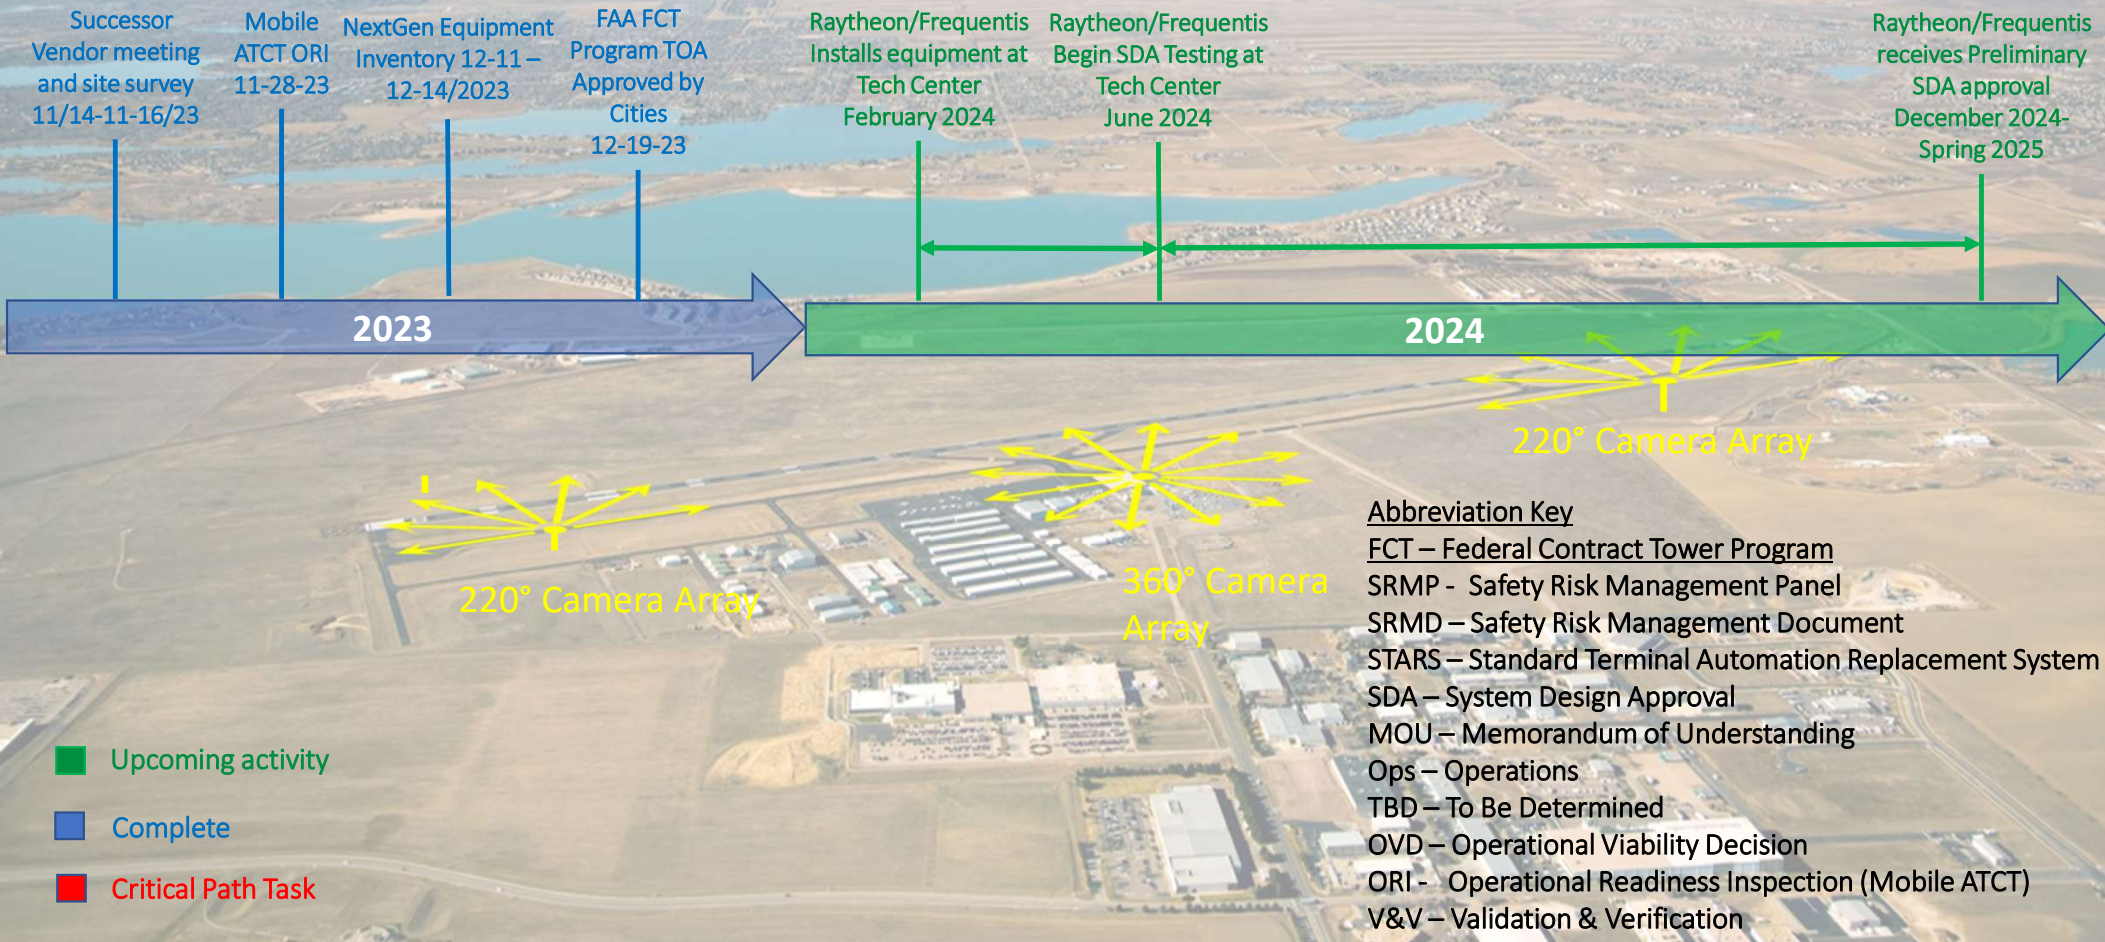 Successor
Vendor meeting
and site survey
11/14-11-16/23
Mobile
ATCT ORI
11-28-23
NextGen Equipment
Inventory 12-11 –
12-14/2023
FAA FCT
Program TOA
Approved by
Cities
12-19-23
Raytheon/Frequentis
Installs equipment at
Tech Center
February 2024
Raytheon/Frequentis
Begin SDA Testing at
Tech Center
June 2024
Raytheon/Frequentis
receives Preliminary
SDA approval
December 2024-
Spring 2025
2023
2024
220° Camera Array
360° Camera
Array
220° Camera Array
Upcoming activity
Complete
Critical Path Task
Abbreviation Key
FCT – Federal Contract Tower Program
SRMP - Safety Risk Management Panel
SRMD – Safety Risk Management Document
STARS – Standard Terminal Automation Replacement System
SDA – System Design Approval
MOU – Memorandum of Understanding
Ops – Operations
TBD – To Be Determined
OVD – Operational Viability Decision
ORI - Operational Readiness Inspection (Mobile ATCT)
V&V – Validation & Verification